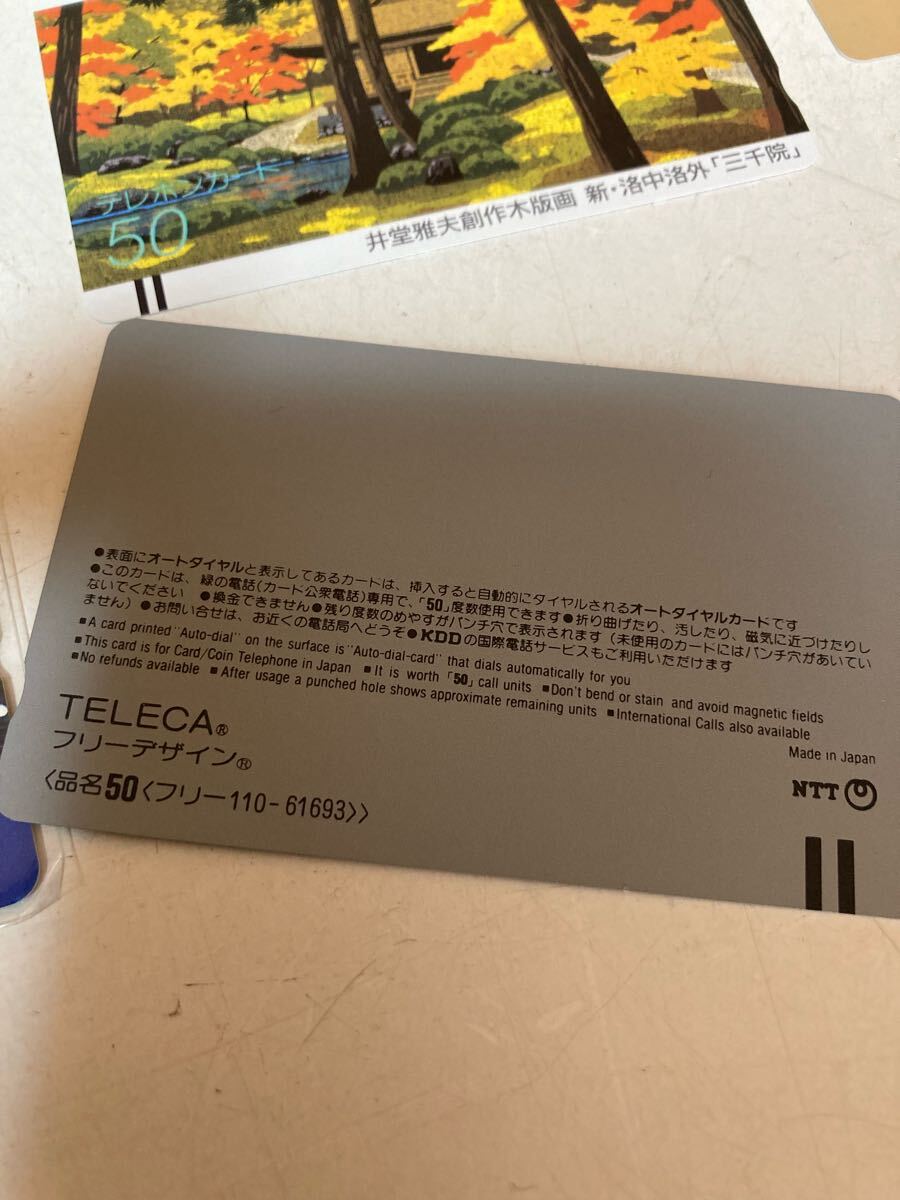 テレホンカード
50
井堂雅夫創作木版画 新・洛中洛外「三千院」
●表面にオートダイヤルと表示してあるカードは、挿入すると自動的にダイヤルされるオートダイヤルカードです
●このカードは、緑の電話(カード公衆電話)専用で、「50」度数使用できます●折り曲げたり、汚したり、磁気に近づけたりし
ないでください ●換金できません●残り度数のめやすがパンチ穴で表示されます(未使用のカードにはパンチ穴があいてい
ません)●お問い合せは、お近くの電話局へどうぞ●KDDの国際電話サービスもご利用いただけます
■A card printed "Auto-dial" on the surface is "Auto-dial-card" that dials automatically for you
■This card is for Card/Coin Telephone in Japan ■It is worth「50」call units ■Don't bend or stain and avoid magnetic fields
■No refunds available ■After usage a punched hole shows approximate remaining units ■International Calls also available
Made in Japan
TELECA®
フリーデザイン®
〈品名50〈フリー110-61693〉〉
NTT